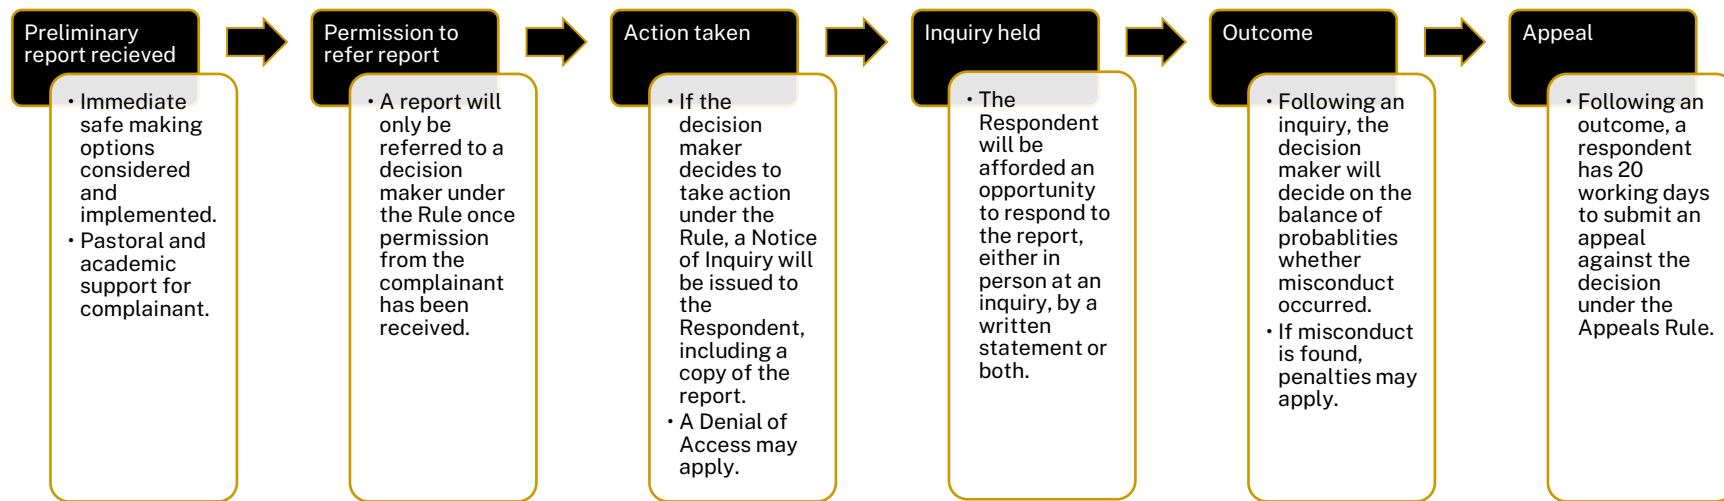 Preliminary
report recieved
• Immediate
safe making
options
considered
and
implemented.
• Pastoral and
academic
support for
complainant.
Permission to
refer report
• A report will
only be
referred to a
decision
maker under
the Rule once
permission
from the
complainant
has been
received.
Action taken
• If the
decision
maker
decides to
take action
under the
Rule, a Notice
of Inquiry will
be issued to
the
Respondent,
including a
copy of the
report.
• A Denial of
Access may
apply.
Inquiry held
• The
Respondent
will be
afforded an
opportunity
to respond to
the report,
either in
person at an
inquiry, by a
written
statement or
both.
Outcome
• Following an
inquiry, the
decision
maker will
decide on the
balance of
probablities
whether
misconduct
occurred.
• If misconduct
is found,
penalties may
apply.
Appeal
• Following an
outcome, a
respondent
has 20
working days
to submit an
appeal
against the
decision
under the
Appeals Rule.